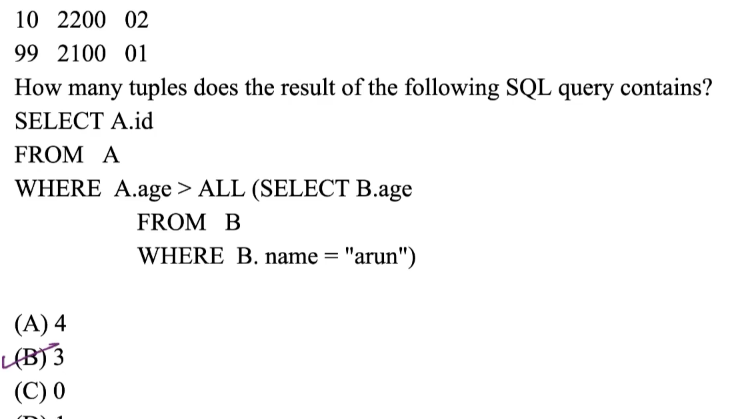 10 2200 02
99 2100 01
How many tuples does the result of the following SQL query contains?
SELECT A.id
FROM A
WHERE A.age > ALL (SELECT B.age
FROM B
WHERE B. name = "arun")
(A) 4
(B) 3
(C) 0